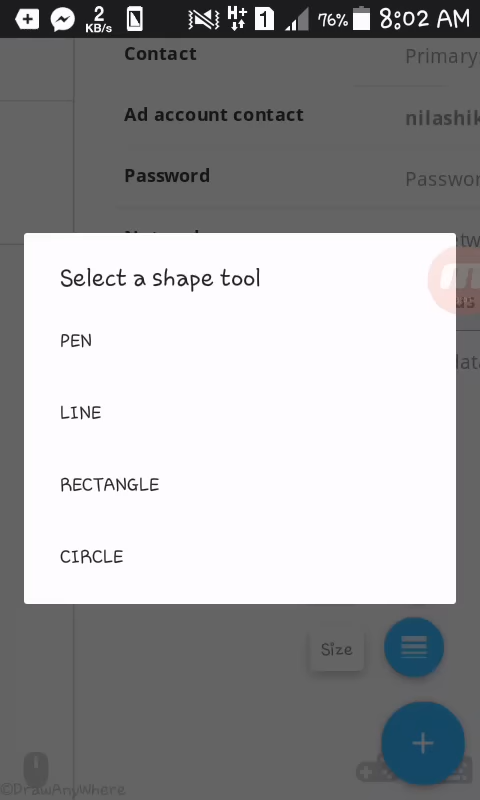 2 KB/s H+ 1 76% 8:02 AM
Contact Primary
Ad account contact nilashik
Password Passwor
Select a shape tool
PEN
LINE
RECTANGLE
CIRCLE
Size
+
©DrawAnyWhere